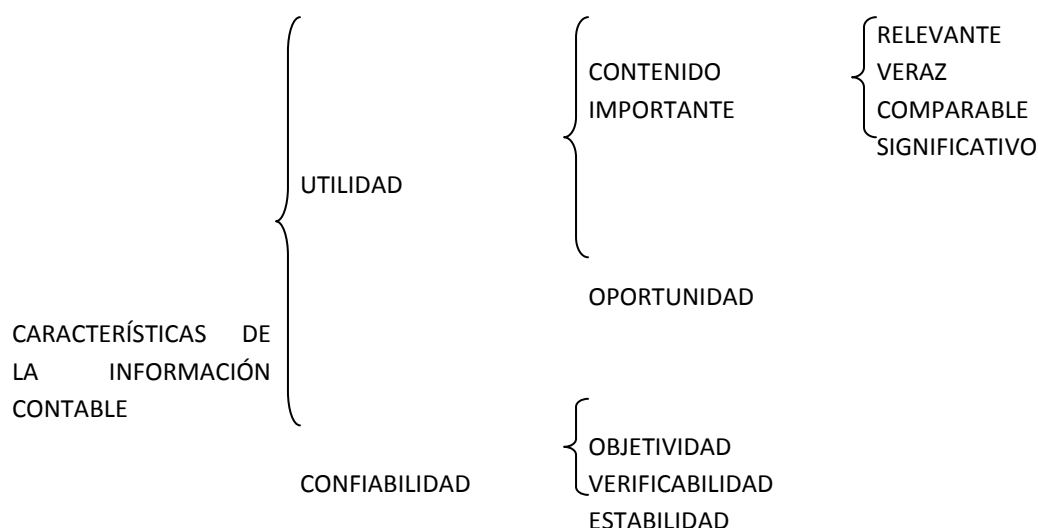 CARACTERÍSTICAS DE
LA INFORMACIÓN
CONTABLE
UTILIDAD
CONTENIDO
IMPORTANTE
RELEVANTE
VERAZ
COMPARABLE
SIGNIFICATIVO
OPORTUNIDAD
CONFIABILIDAD
OBJETIVIDAD
VERIFICABILIDAD
ESTABILIDAD